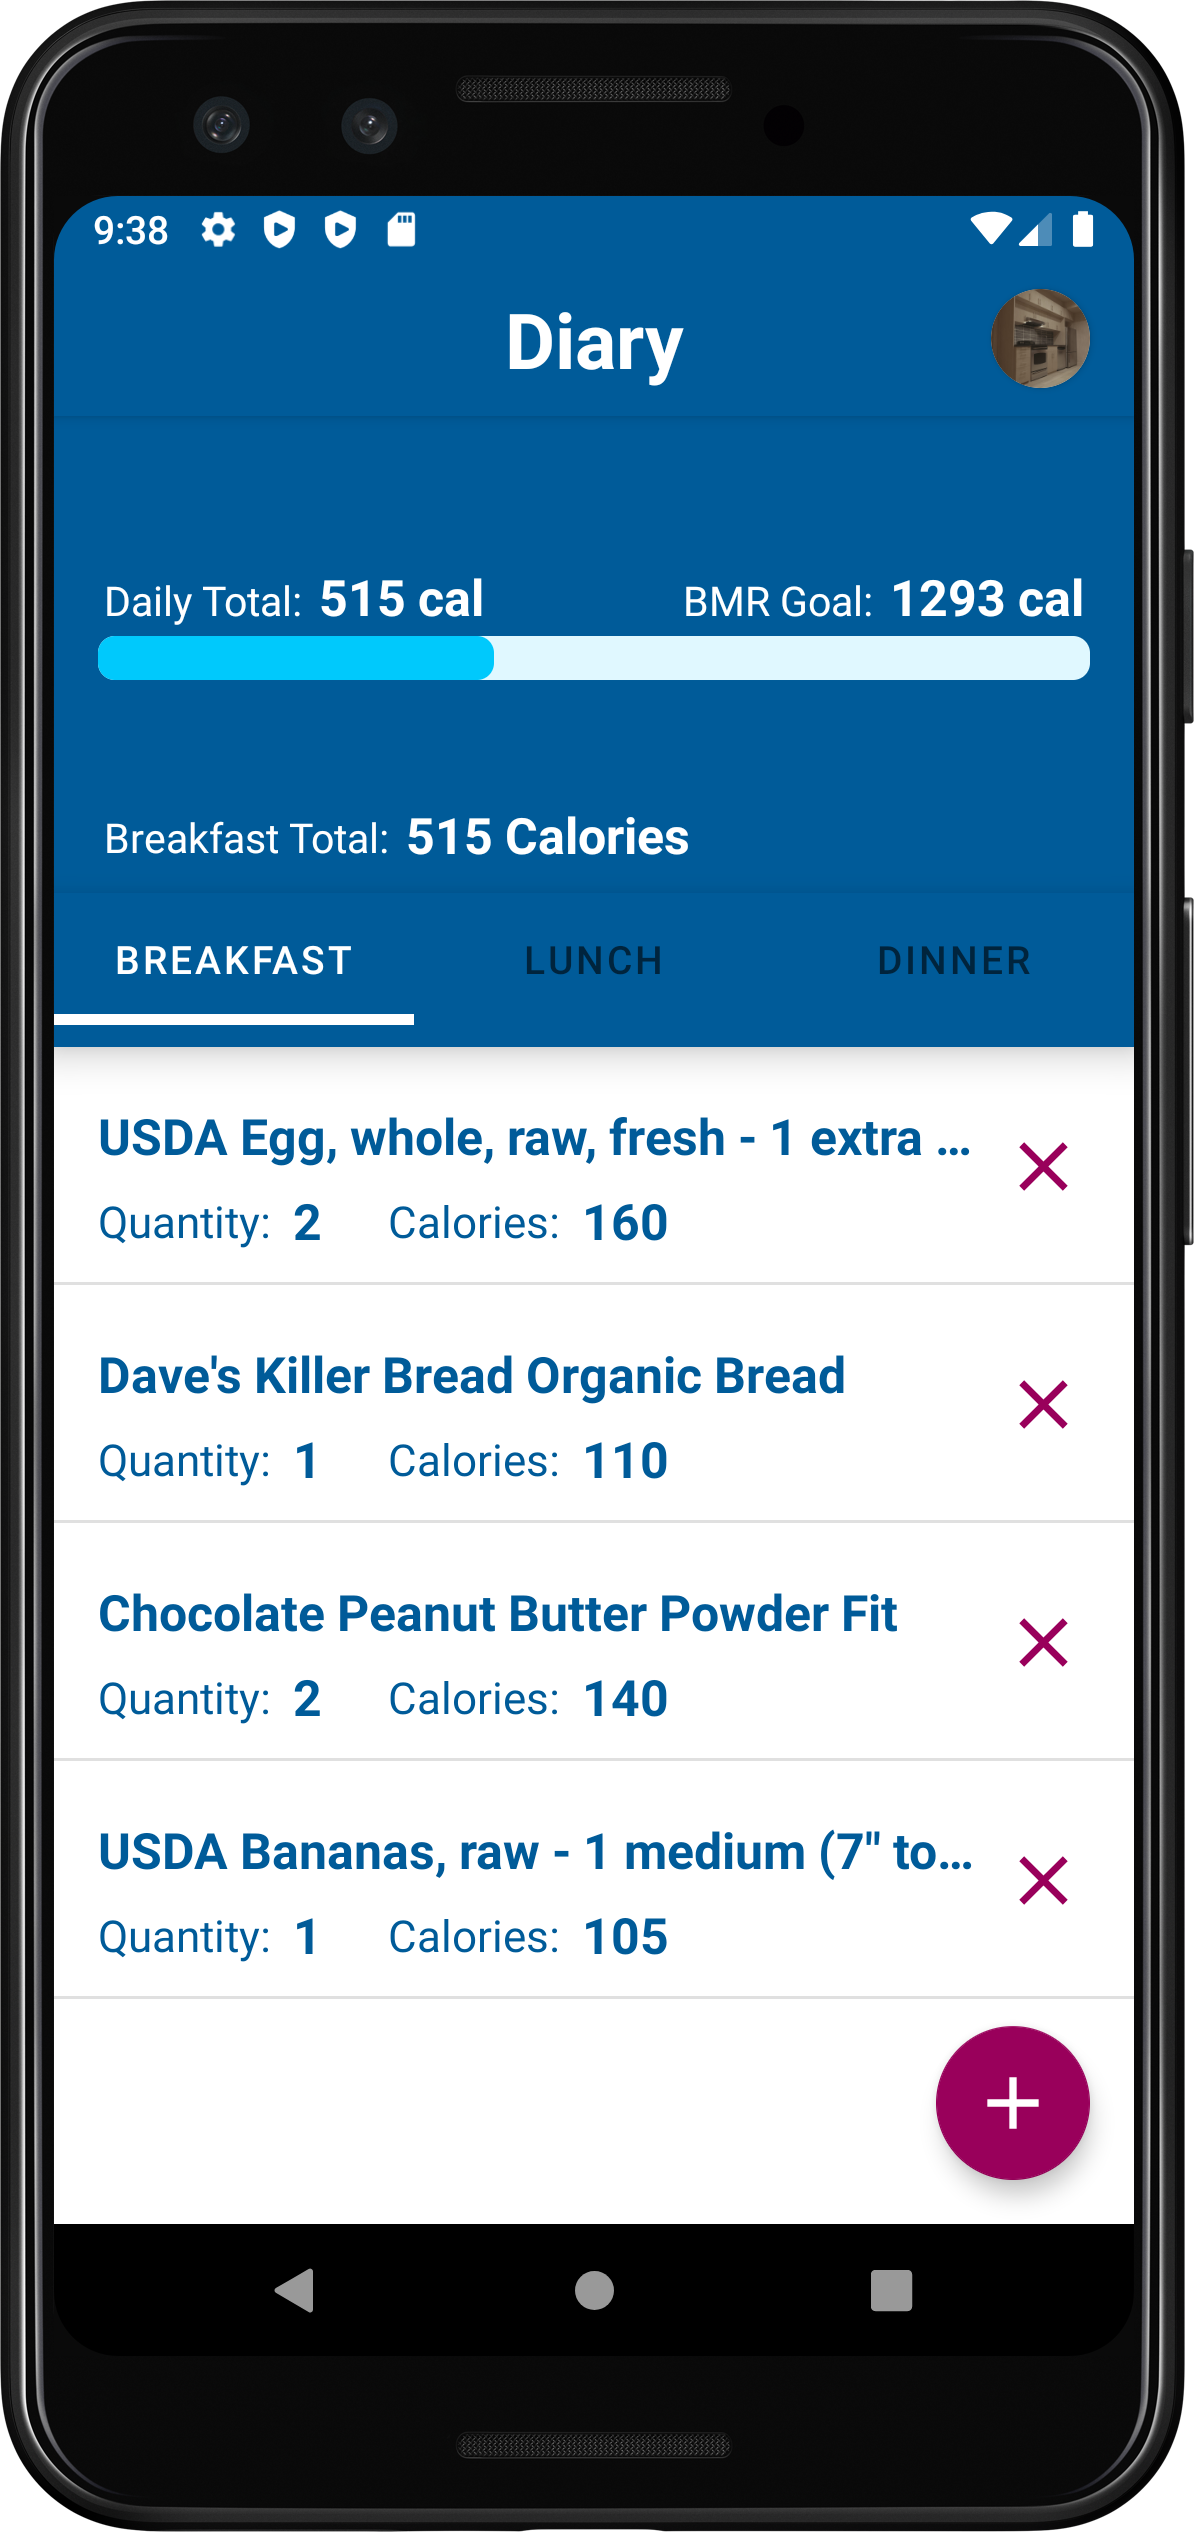 9:38
Diary
Daily Total: 515 cal BMR Goal: 1293 cal
Breakfast Total: 515 Calories
BREAKFAST LUNCH DINNER
USDA Egg, whole, raw, fresh - 1 extra ...
Quantity: 2 Calories: 160
Dave's Killer Bread Organic Bread
Quantity: 1 Calories: 110
Chocolate Peanut Butter Powder Fit
Quantity: 2 Calories: 140
USDA Bananas, raw - 1 medium (7" to...
Quantity: 1 Calories: 105